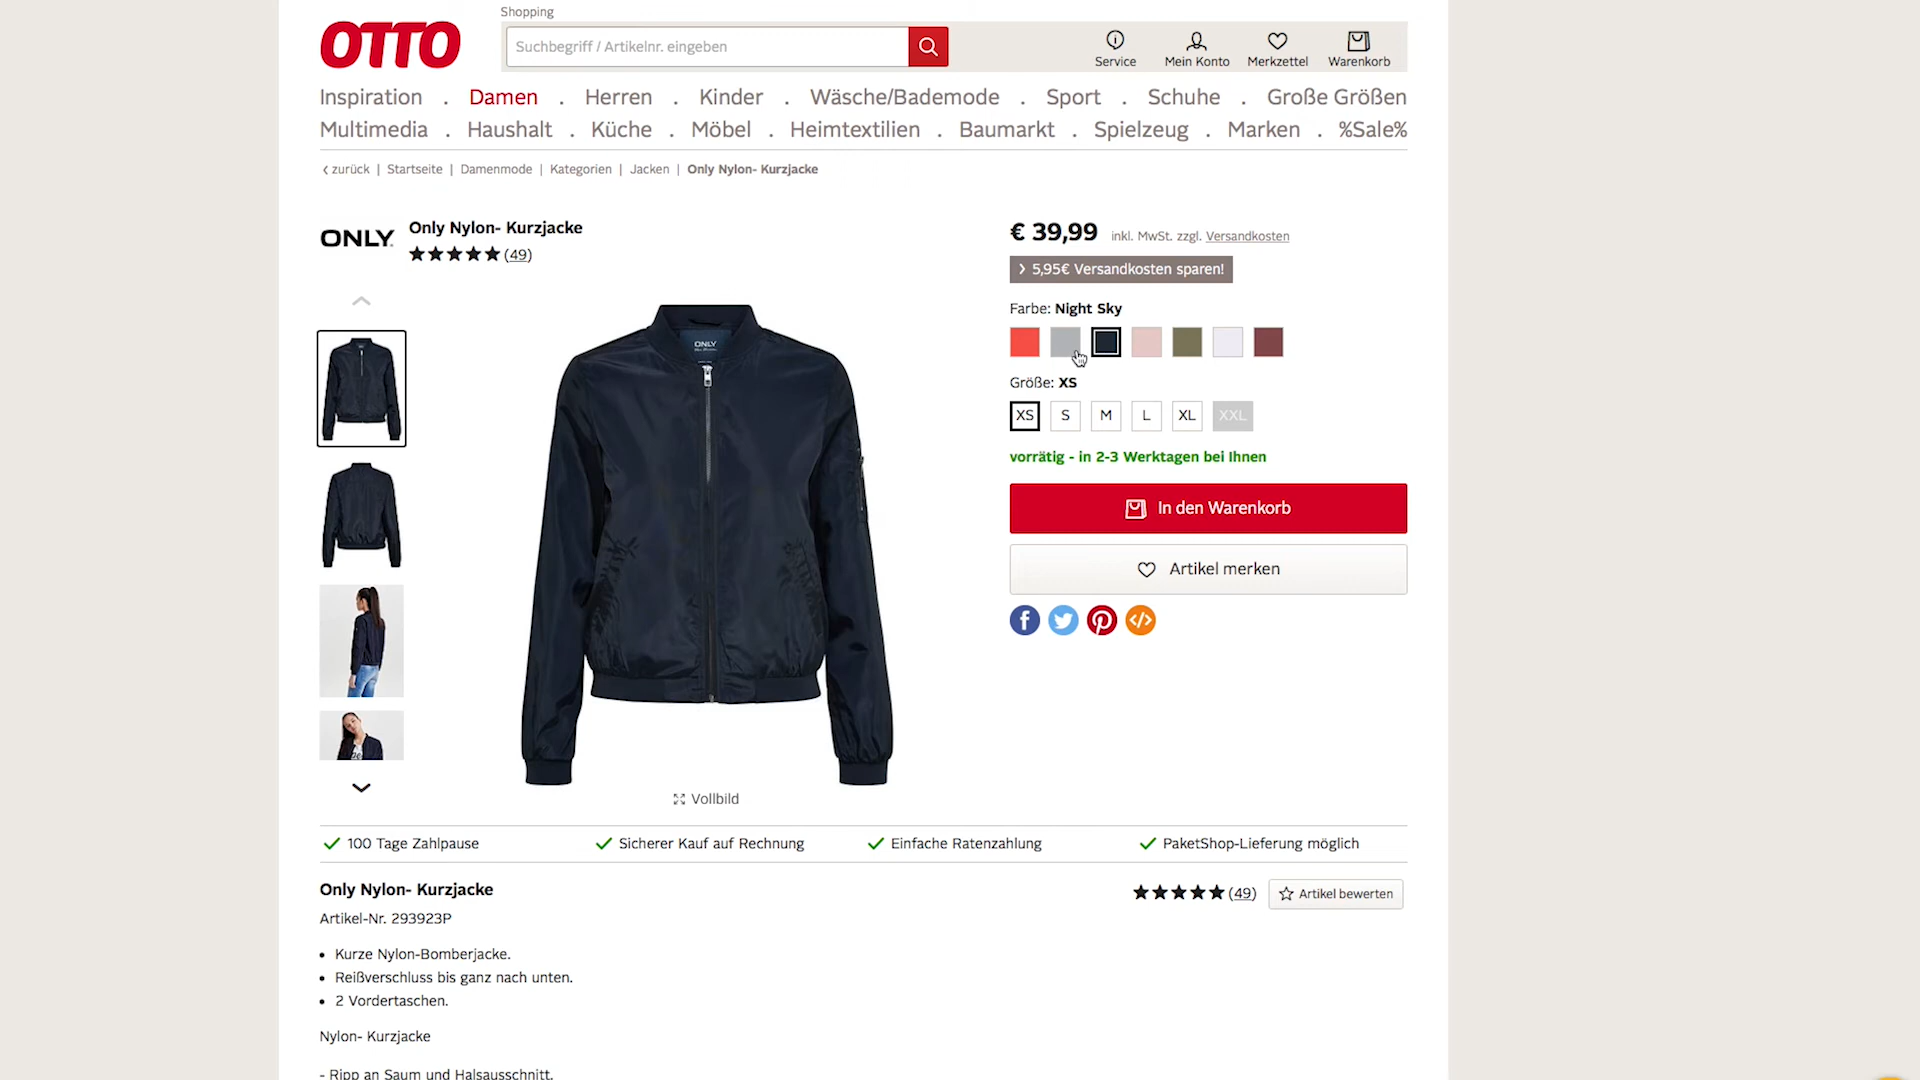 Shopping
OTTO
Suchbegriff / Artikelnr. eingeben
Service
Mein Konto
Merkzettel
Warenkorb
Inspiration . Damen . Herren . Kinder . Wäsche/Bademode . Sport . Schuhe . Große Größen
Multimedia . Haushalt . Küche . Möbel . Heimtextilien . Baumarkt . Spielzeug . Marken . %Sale%
‹ zurück | Startseite | Damenmode | Kategorien | Jacken | Only Nylon- Kurzjacke
ONLY
Only Nylon- Kurzjacke
(49)
€ 39,99 inkl. MwSt. zzgl. Versandkosten
› 5,95€ Versandkosten sparen!
Farbe: Night Sky
Größe: XS
XS S M L XL XXL
vorrätig - in 2-3 Werktagen bei Ihnen
In den Warenkorb
Artikel merken
ONLY
Vollbild
100 Tage Zahlpause
Sicherer Kauf auf Rechnung
Einfache Ratenzahlung
PaketShop-Lieferung möglich
Only Nylon- Kurzjacke
(49)
Artikel bewerten
Artikel-Nr. 293923P
• Kurze Nylon-Bomberjacke.
• Reißverschluss bis ganz nach unten.
• 2 Vordertaschen.
Nylon- Kurzjacke
- Ripp an Saum und Halsausschnitt.